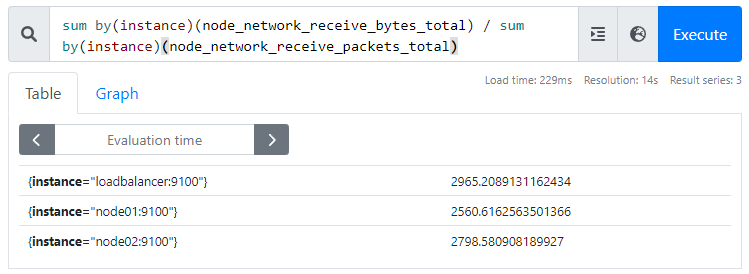 sum by(instance)(node_network_receive_bytes_total) / sum
by(instance)(node_network_receive_packets_total)
Execute
Load time: 229ms Resolution: 14s Result series: 3
Table Graph
Evaluation time
{instance="loadbalancer:9100"} 2965.2089131162434
{instance="node01:9100"} 2560.6162563501366
{instance="node02:9100"} 2798.580908189927